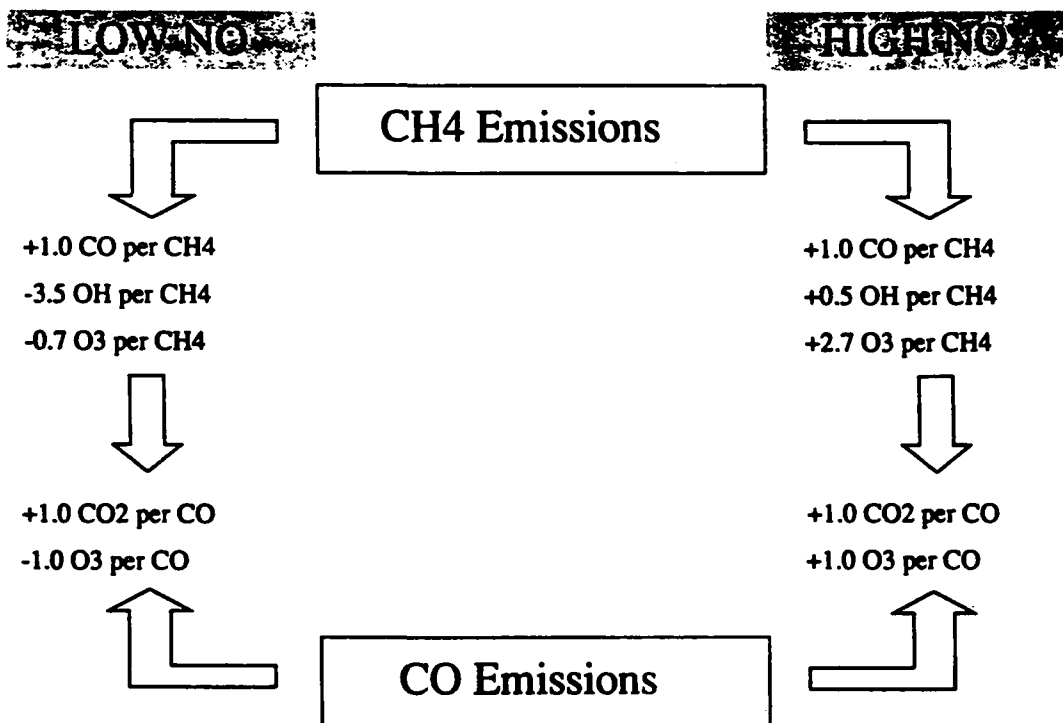 LOW NO
HIGH NO
CH4 Emissions
+1.0 CO per CH4
-3.5 OH per CH4
-0.7 O3 per CH4
+1.0 CO per CH4
+0.5 OH per CH4
+2.7 O3 per CH4
+1.0 CO2 per CO
-1.0 O3 per CO
+1.0 CO2 per CO
+1.0 O3 per CO
CO Emissions